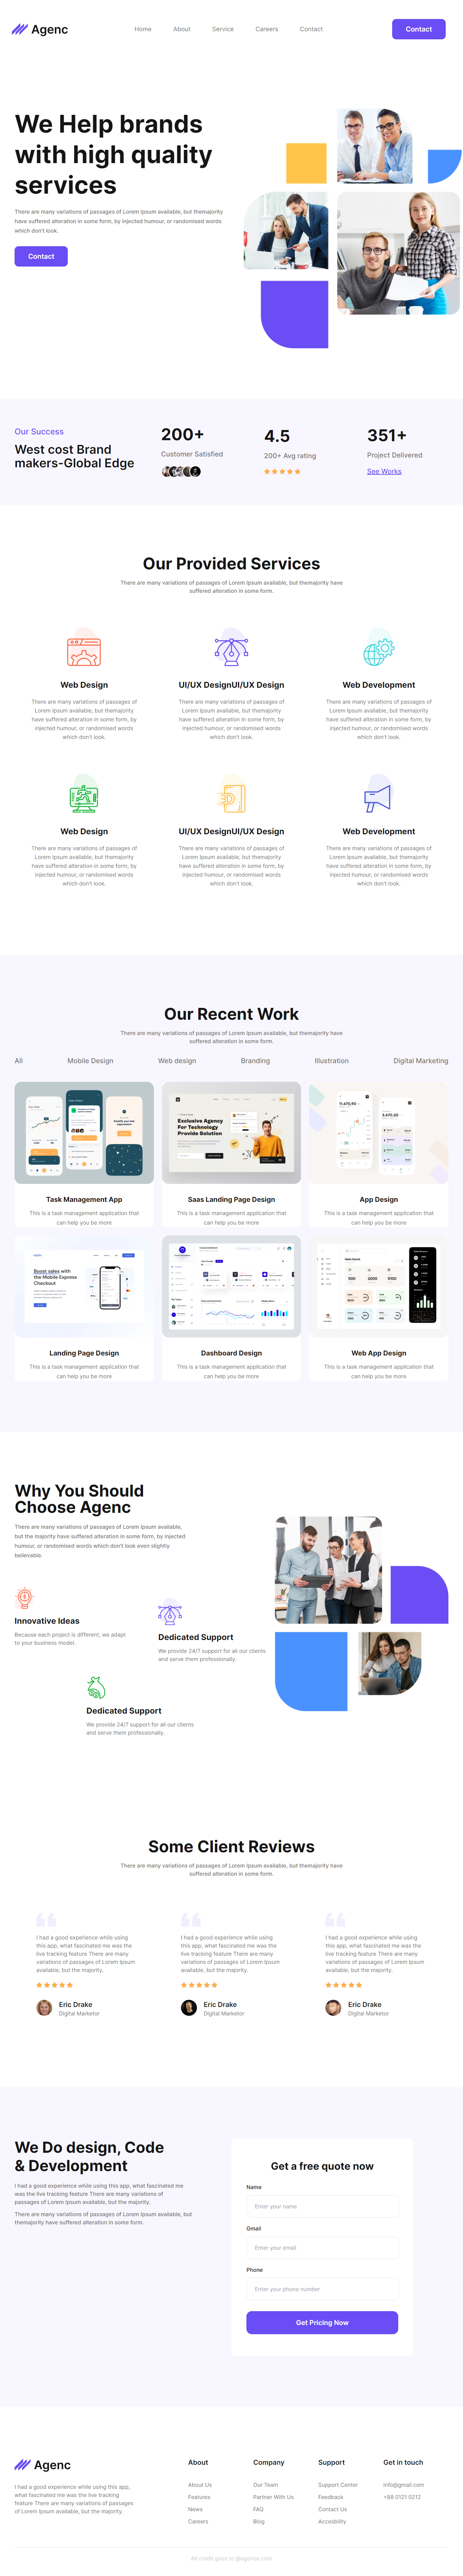 Agenc
Home About Service Careers Contact
Contact
We Help brands
with high quality
services
There are many variations of passages of Lorem Ipsum available, but themajority
have suffered alteration in some form, by injected humour, or randomised words
which don't look.
Contact
Our Success
West cost Brand
makers-Global Edge
200+
Customer Satisfied
4.5
200+ Avg rating
351+
Project Delivered
See Works
Our Provided Services
There are many variations of passages of Lorem Ipsum available, but themajority have
suffered alteration in some form.
Web Design
There are many variations of passages of
Lorem Ipsum available, but themajority
have suffered alteration in some form, by
injected humour, or randomised words
which don't look.
UI/UX DesignUI/UX Design
There are many variations of passages of
Lorem Ipsum available, but themajority
have suffered alteration in some form, by
injected humour, or randomised words
which don't look.
Web Development
There are many variations of passages of
Lorem Ipsum available, but themajority
have suffered alteration in some form, by
injected humour, or randomised words
which don't look.
Web Design
There are many variations of passages of
Lorem Ipsum available, but themajority
have suffered alteration in some form, by
injected humour, or randomised words
which don't look.
UI/UX DesignUI/UX Design
There are many variations of passages of
Lorem Ipsum available, but themajority
have suffered alteration in some form, by
injected humour, or randomised words
which don't look.
Web Development
There are many variations of passages of
Lorem Ipsum available, but themajority
have suffered alteration in some form, by
injected humour, or randomised words
which don't look.
Our Recent Work
There are many variations of passages of Lorem Ipsum available, but themajority have
suffered alteration in some form.
All Mobile Design Web design Branding Illustration Digital Marketing
Task Management App
This is a task management application that
can help you be more
Exclusive Agency
For Technology
Provide Solution
Saas Landing Page Design
This is a task management application that
can help you be more
App Design
This is a task management application that
can help you be more
Boost sales with
the Mobile Express
Checkout
Landing Page Design
This is a task management application that
can help you be more
Dashboard Design
This is a task management application that
can help you be more
Web App Design
This is a task management application that
can help you be more
Why You Should
Choose Agenc
There are many variations of passages of Lorem Ipsum available,
but the majority have suffered alteration in some form, by injected
humour, or randomised words which don't look even slightly
believable.
Innovative Ideas
Because each project is different, we adapt
to your business model.
Dedicated Support
We provide 24/7 support for all our clients
and serve them professionally.
Dedicated Support
We provide 24/7 support for all our clients
and serve them professionally.
Some Client Reviews
There are many variations of passages of Lorem Ipsum available, but themajority have
suffered alteration in some form.
I had a good experience while using
this app, what fascinated me was the
live tracking feature There are many
variations of passages of Lorem Ipsum
available, but the majority.
Eric Drake
Digital Marketor
I had a good experience while using
this app, what fascinated me was the
live tracking feature There are many
variations of passages of Lorem Ipsum
available, but the majority.
Eric Drake
Digital Marketor
I had a good experience while using
this app, what fascinated me was the
live tracking feature There are many
variations of passages of Lorem Ipsum
available, but the majority.
Eric Drake
Digital Marketor
We Do design, Code
& Development
I had a good experience while using this app, what fascinated me
was the live tracking feature There are many variations of
passages of Lorem Ipsum available, but the majority.
There are many variations of passages of Lorem Ipsum available, but
themajority have suffered alteration in some form.
Get a free quote now
Name
Enter your name
Gmail
Enter your email
Phone
Enter your phone number
Get Pricing Now
Agenc
I had a good experience while using this app,
what fascinated me was the live tracking
feature There are many variations of passages
of Lorem Ipsum available, but the majority.
About
About Us
Features
News
Careers
Company
Our Team
Partner With Us
FAQ
Blog
Support
Support Center
Feedback
Contact Us
Accesbility
Get in touch
info@gmail.com
+88 0121 0212